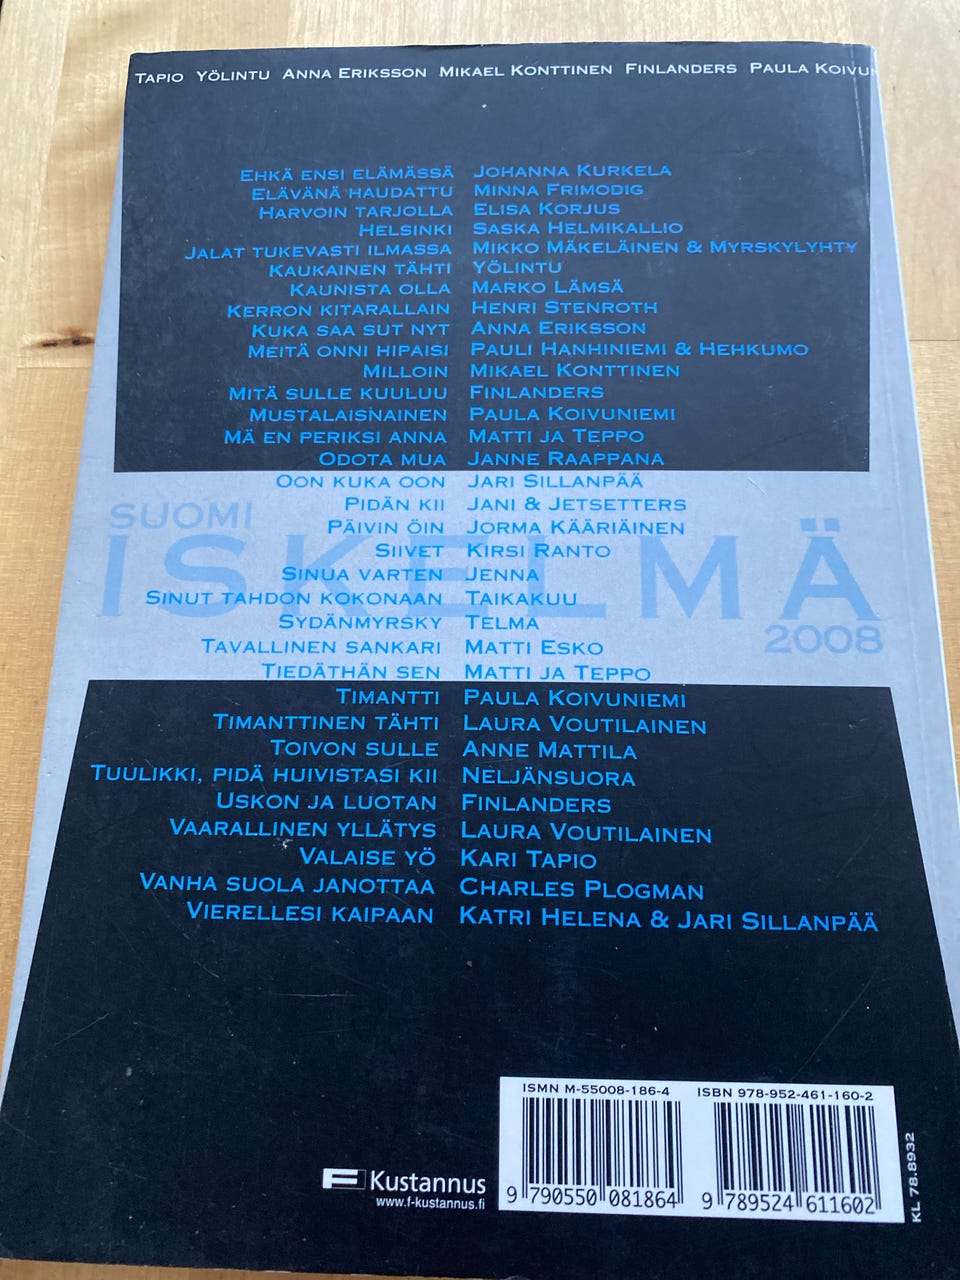 TAPIO YÖLINTU ANNA ERIKSSON MIKAEL KONTTINEN FINLANDERS PAULA KOIVUN
EHKÄ ENSI ELÄMÄSSÄ JOHANNA KURKELA
ELÄVÄNÄ HAUDATTU MINNA FRIMODIG
HARVOIN TARJOLLA ELISA KORJUS
HELSINKI SASKA HELMIKALLIO
JALAT TUKEVASTI ILMASSA MIKKO MÄKELÄINEN & MYRSKYLYHTY
KAUKAINEN TÄHTI YÖLINTU
KAUNISTA OLLA MARKO LÄMSÄ
KERRON KITARALLAIN HENRI STENROTH
KUKA SAA SUT NYT ANNA ERIKSSON
MEITÄ ONNI HIPAISI PAULI HANHINIEMI & HEHKUMO
MILLOIN MIKAEL KONTTINEN
MITÄ SULLE KUULUU FINLANDERS
MUSTALAISNAINEN PAULA KOIVUNIEMI
MÄ EN PERIKSI ANNA MATTI JA TEPPO
ODOTA MUA JANNE RAAPPANA
OON KUKA OON JARI SILLANPÄÄ
PIDÄN KII JANI & JETSETTERS
PÄIVIN ÖIN JORMA KÄÄRIÄINEN
SIIVET KIRSI RANTO
SINUA VARTEN JENNA
SINUT TAHDON KOKONAAN TAIKAKUU
SYDÄNMYRSKY TELMA
TAVALLINEN SANKARI MATTI ESKO
TIEDÄTHÄN SEN MATTI JA TEPPO
TIMANTTI PAULA KOIVUNIEMI
TIMANTTINEN TÄHTI LAURA VOUTILAINEN
TOIVON SULLE ANNE MATTILA
TUULIKKI, PIDÄ HUIVISTASI KII NELJÄNSUORA
USKON JA LUOTAN FINLANDERS
VAARALLINEN YLLÄTYS LAURA VOUTILAINEN
VALAISE YÖ KARI TAPIO
VANHA SUOLA JANOTTAA CHARLES PLOGMAN
VIERELLESI KAIPAAN KATRI HELENA & JARI SILLANPÄÄ
SUOMI
ISKELMÄ
2008
F Kustannus
www.f-kustannus.fi
ISMN M-55008-186-4
9 790550 081864
ISBN 978-952-461-160-2
9 789524 611602
KL 78.8932